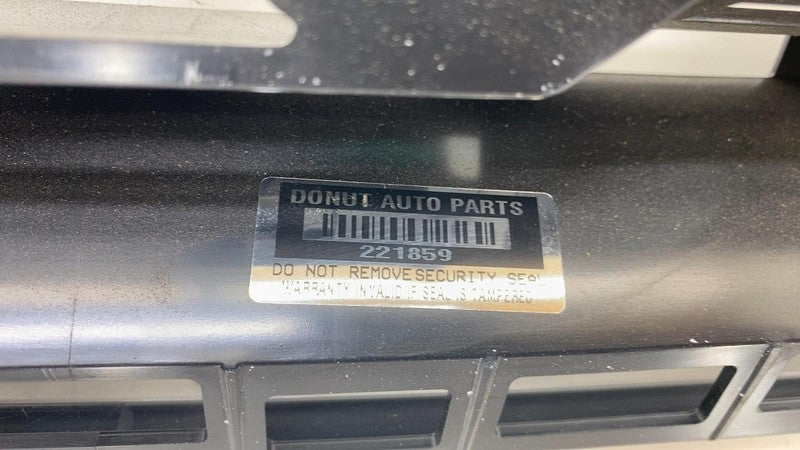 DONUT AUTO PARTS
221859
DO NOT REMOVE SECURITY SEAL
WARRANTY INVALID IF SEAL IS TAMPERED